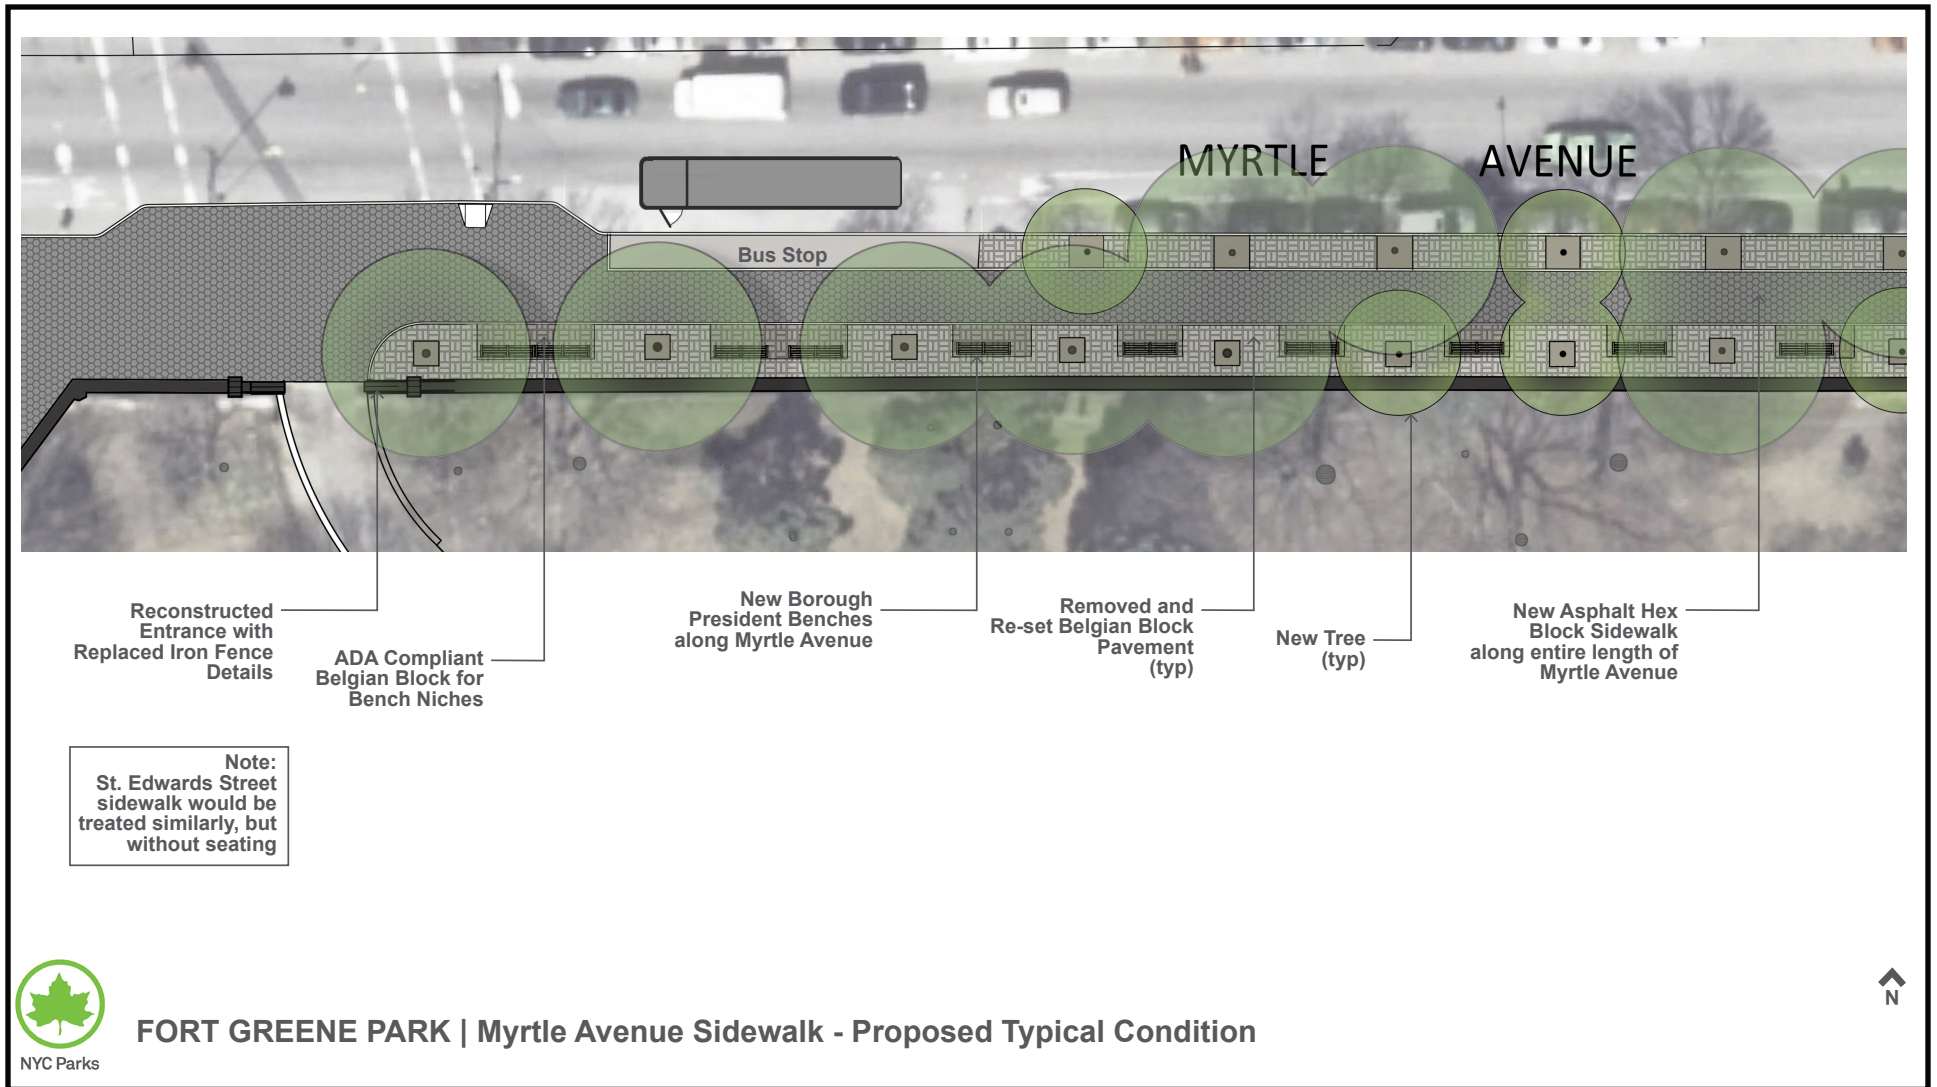 MYRTLE AVENUE
Bus Stop
Reconstructed
Entrance with
Replaced Iron Fence
Details
ADA Compliant
Belgian Block for
Bench Niches
New Borough
President Benches
along Myrtle Avenue
Removed and
Re-set Belgian Block
Pavement
(typ)
New Tree
(typ)
New Asphalt Hex
Block Sidewalk
along entire length of
Myrtle Avenue
Note:
St. Edwards Street
sidewalk would be
treated similarly, but
without seating
N
NYC Parks
FORT GREENE PARK | Myrtle Avenue Sidewalk - Proposed Typical Condition